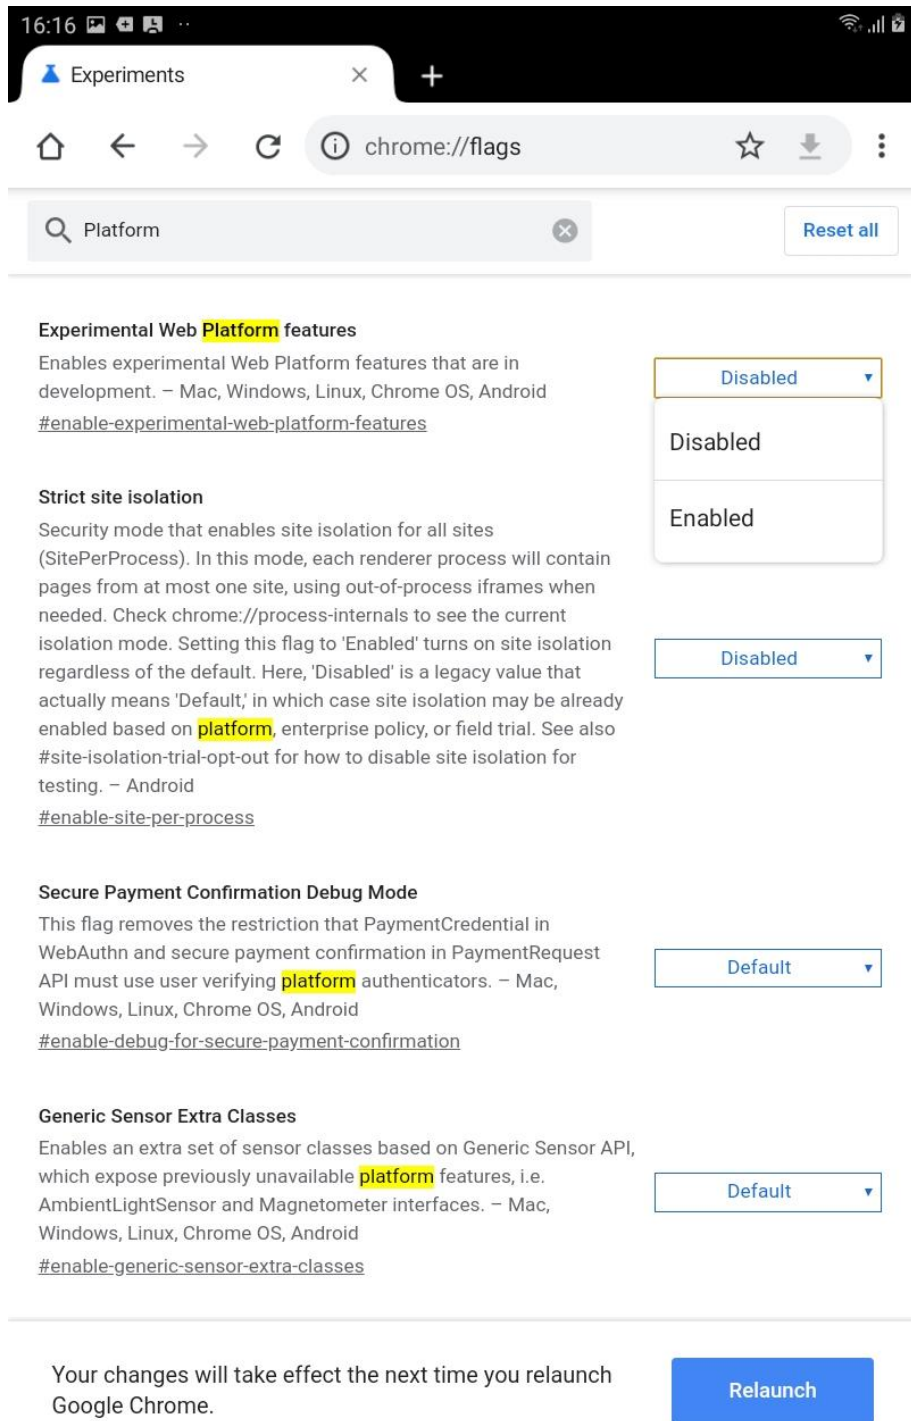 16:16
Experiments
chrome://flags
Platform
Reset all
Experimental Web Platform features
Enables experimental Web Platform features that are in
development. – Mac, Windows, Linux, Chrome OS, Android
#enable-experimental-web-platform-features
Disabled
Disabled
Enabled
Strict site isolation
Security mode that enables site isolation for all sites
(SitePerProcess). In this mode, each renderer process will contain
pages from at most one site, using out-of-process iframes when
needed. Check chrome://process-internals to see the current
isolation mode. Setting this flag to 'Enabled' turns on site isolation
regardless of the default. Here, 'Disabled' is a legacy value that
actually means 'Default,' in which case site isolation may be already
enabled based on platform, enterprise policy, or field trial. See also
#site-isolation-trial-opt-out for how to disable site isolation for
testing. – Android
#enable-site-per-process
Disabled
Secure Payment Confirmation Debug Mode
This flag removes the restriction that PaymentCredential in
WebAuthn and secure payment confirmation in PaymentRequest
API must use user verifying platform authenticators. – Mac,
Windows, Linux, Chrome OS, Android
#enable-debug-for-secure-payment-confirmation
Default
Generic Sensor Extra Classes
Enables an extra set of sensor classes based on Generic Sensor API,
which expose previously unavailable platform features, i.e.
AmbientLightSensor and Magnetometer interfaces. – Mac,
Windows, Linux, Chrome OS, Android
#enable-generic-sensor-extra-classes
Default
Your changes will take effect the next time you relaunch
Google Chrome.
Relaunch